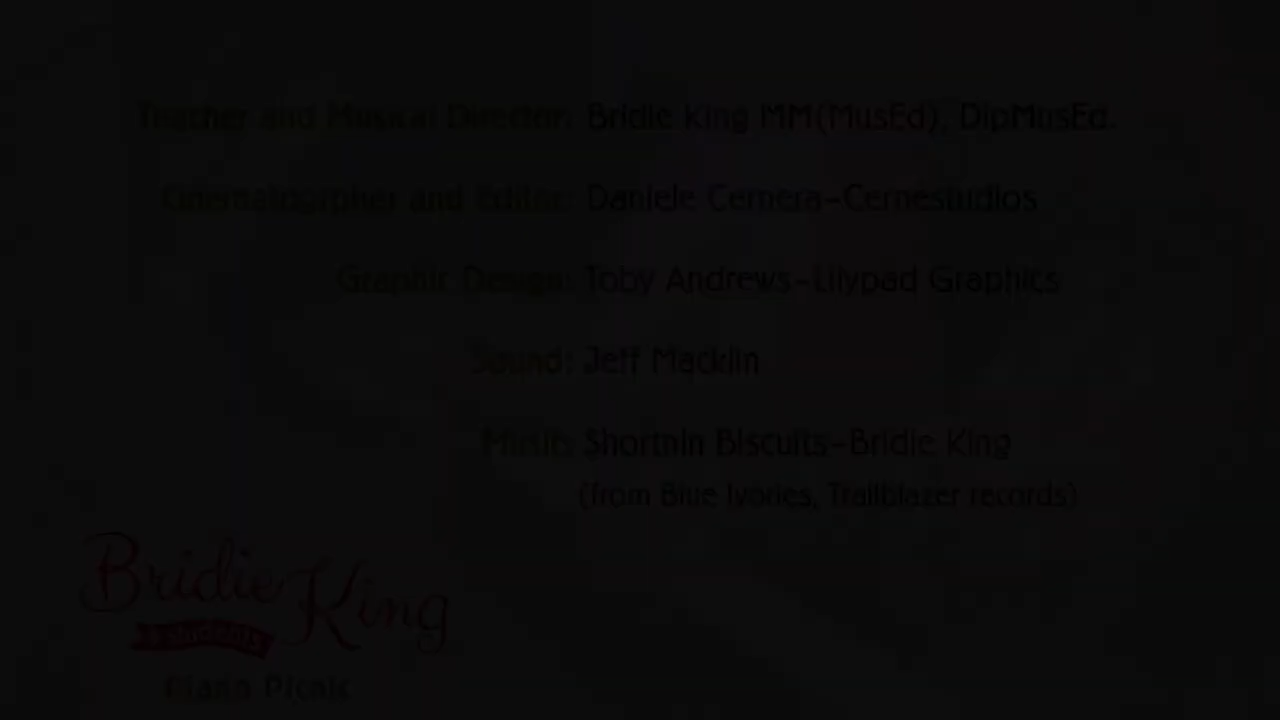 Teacher and Musical Director: Bridie King MM(MusEd), DipMusEd.
Cinematographer and Editor: Daniele Cernera-Cernestudios
Graphic Design: Toby Andrews-Lilypad Graphics
Sound: Jeff Macklin
Music: Shortnin Biscuits-Bridie King
(from Blue Ivories, Trailblazer records)
Bridie King
Piano Picnic